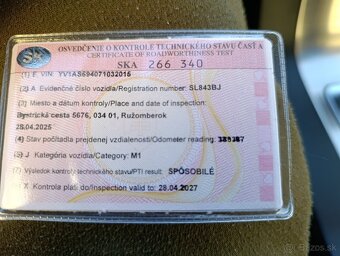 OSVEDČENIE O KONTROLE TECHNICKÉHO STAVU ČASŤ A
CERTIFICATE OF ROADWORTHINESS TEST
SKA 266 340
(1) E VIN: YV1AS694071032015
(2) A Evidenčné číslo vozidla/Registration number: SL843BJ
(3) Miesto a dátum kontroly/Place and date of inspection:
Bystrická cesta 5676, 034 01, Ružomberok
28.04.2025
(4) Stav počítadla prejdenej vzdialenosti/Odometer reading:
(5) J Kategória vozidla/Category: M1
(7) Výsledok kontroly technického stavu/PTI result: SPÔSOBILÉ
X Kontrola platí do/Inspection valid to: 28.04.2027
bazos.sk